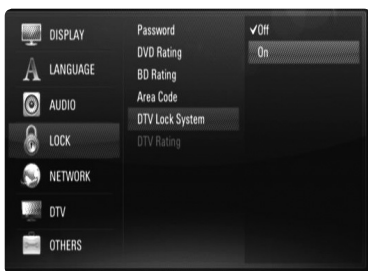 DISPLAY
LANGUAGE
AUDIO
LOCK
NETWORK
DTV
OTHERS
Password
DVD Rating
BD Rating
Area Code
DTV Lock System
DTV Rating
✓Off
On